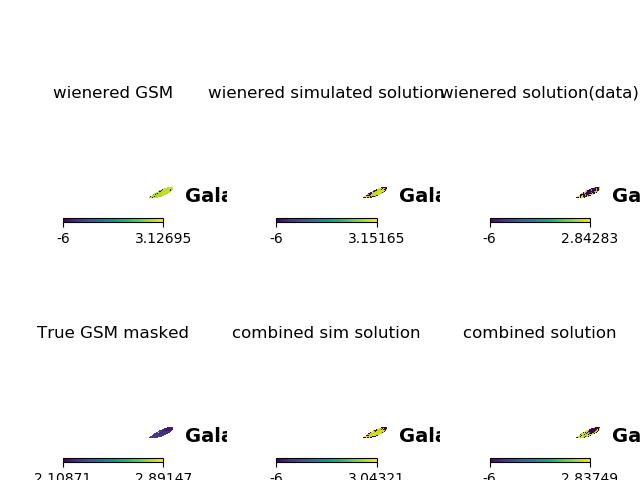 wienered GSM
wienered simulated solution
wienered solution(data)
Gala
Gala
Ga
-6 3.12695
-6 3.15165
-6 2.84283
True GSM masked
combined sim solution
combined solution
Gala
Gala
Ga
2.10871 2.89147
-6 3.04321
-6 2.83749